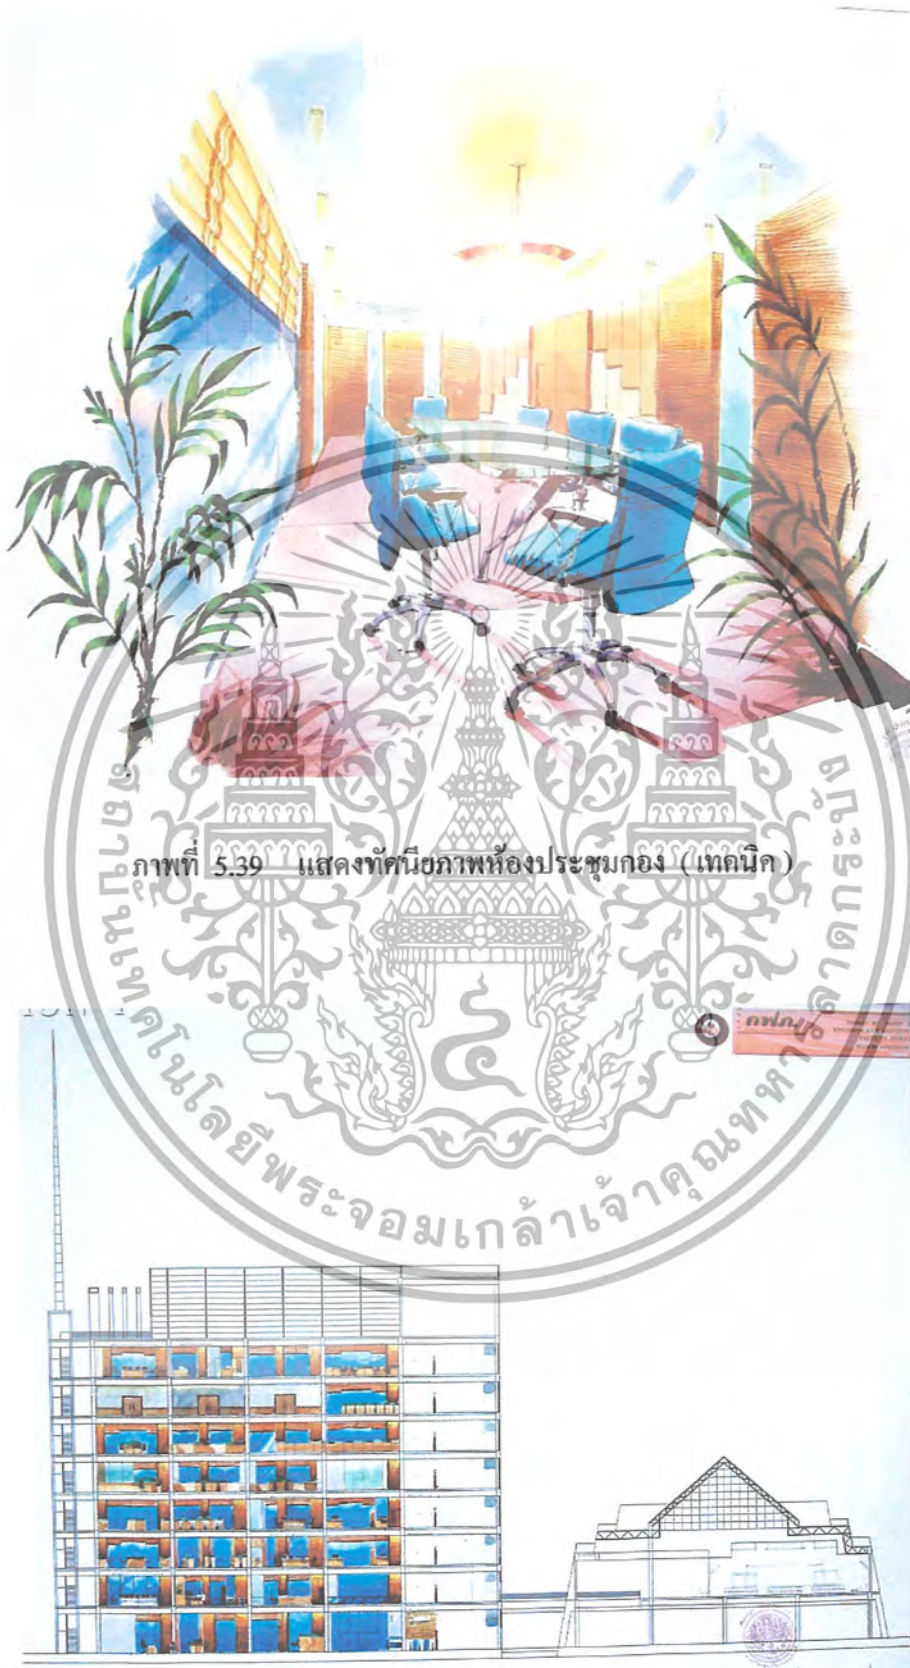 ภาพที่ 5.39 แสดงทัศนียภาพห้องประชุมกอง ( เทคนิค )
สถาบันเทคโนโลยีพระจอมเกล้าเจ้าคุณทหารลาดกระบัง
กฟภ